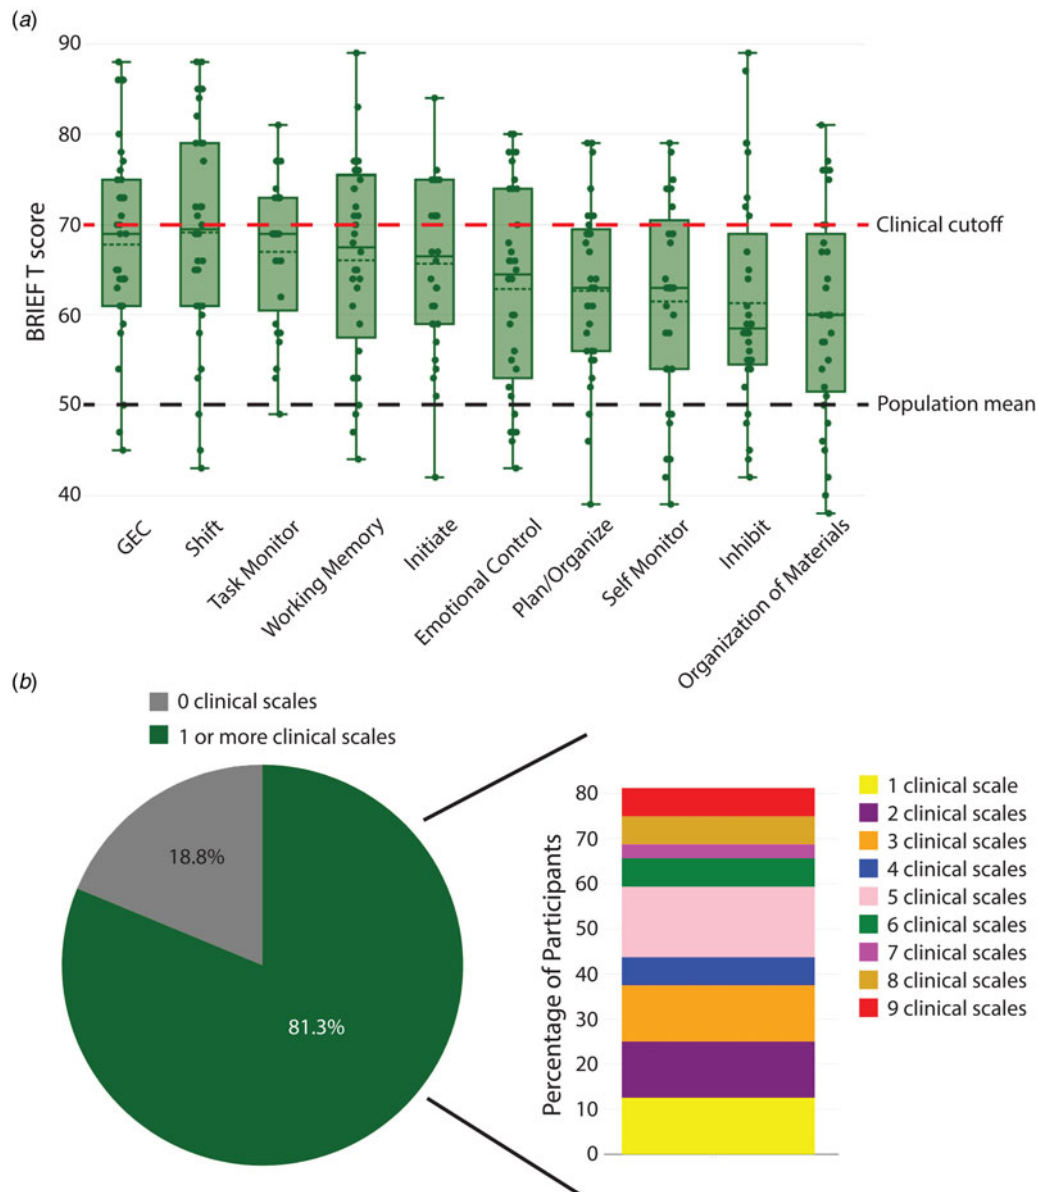 (a)
90
80
70
60
50
40
BRIEF T score
Clinical cutoff
Population mean
GEC
Shift
Task Monitor
Working Memory
Initiate
Emotional Control
Plan/Organize
Self Monitor
Inhibit
Organization of Materials
(b)
0 clinical scales
1 or more clinical scales
18.8%
81.3%
Percentage of Participants
80
70
60
50
40
30
20
10
0
1 clinical scale
2 clinical scales
3 clinical scales
4 clinical scales
5 clinical scales
6 clinical scales
7 clinical scales
8 clinical scales
9 clinical scales